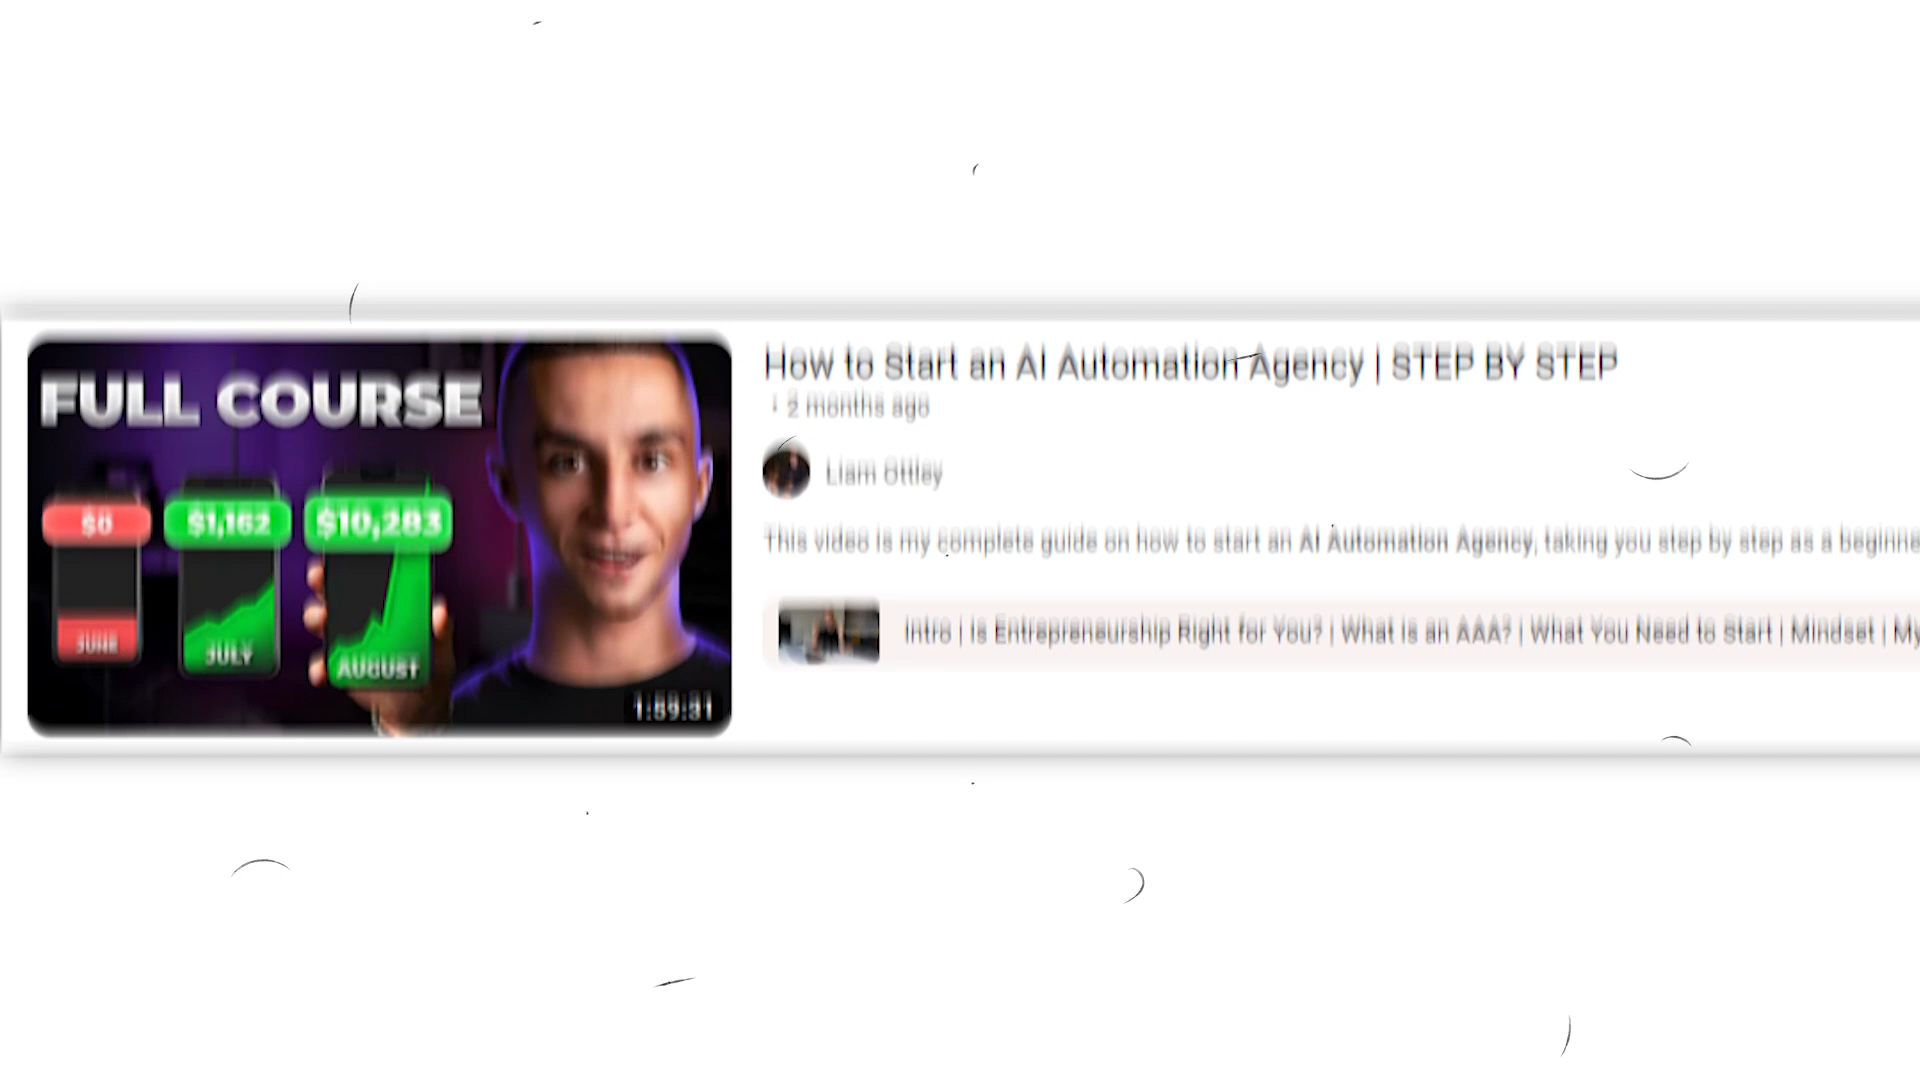 FULL COURSE
$0
$1,162
$10,283
JUNE
JULY
AUGUST
1:59:31
How to Start an AI Automation Agency | STEP BY STEP
2 months ago
Liam Ottley
This video is my complete guide on how to start an AI Automation Agency, taking you step by step as a beginne
Intro | Is Entrepreneurship Right for You? | What is an AAA? | What You Need to Start | Mindset | My